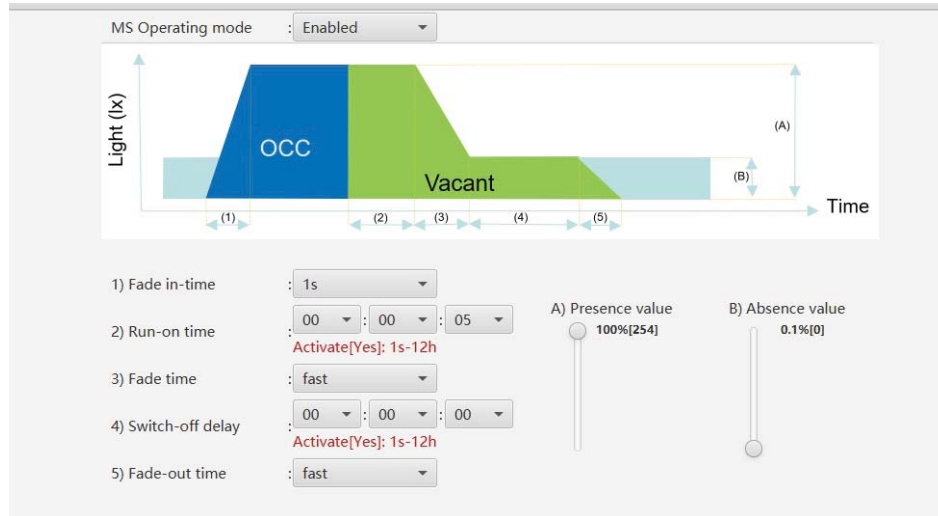 MS Operating mode : Enabled
Light (lx)
OCC
Vacant
(A)
(B)
(1) (2) (3) (4) (5)
Time
1) Fade in-time : 1s
2) Run-on time : 00 : 00 : 05
Activate[Yes]: 1s-12h
3) Fade time : fast
4) Switch-off delay : 00 : 00 : 00
Activate[Yes]: 1s-12h
5) Fade-out time : fast
A) Presence value
100%[254]
B) Absence value
0.1%[0]